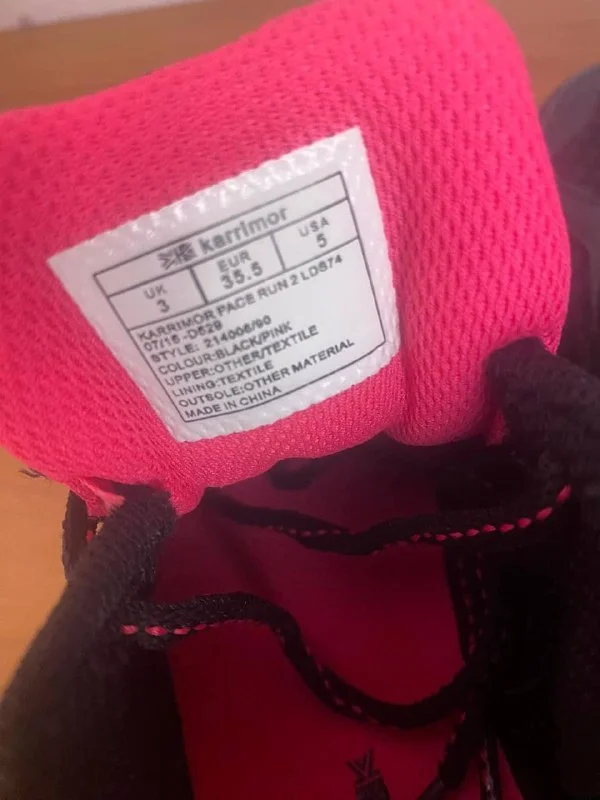 karrimor
UK EUR USA
3 35.5 5
KARRIMOR PACE RUN 2 LDS74
07/15 -D529
STYLE: 214006/90
COLOUR:BLACK/PINK
UPPER:OTHER/TEXTILE
LINING:TEXTILE
OUTSOLE:OTHER MATERIAL
MADE IN CHINA